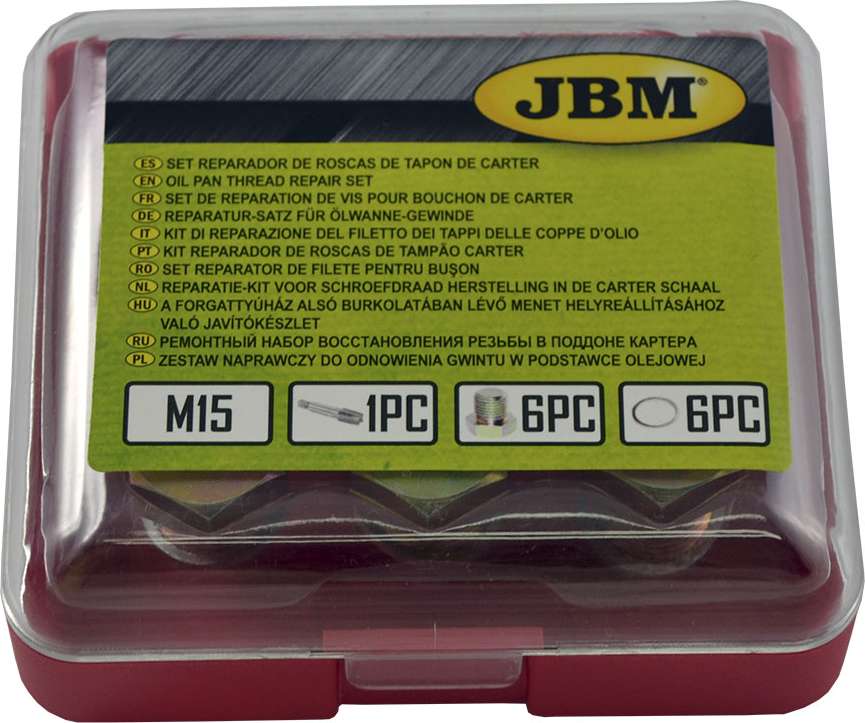 JBM®
ES SET REPARADOR DE ROSCAS DE TAPON DE CARTER
EN OIL PAN THREAD REPAIR SET
FR SET DE REPARATION DE VIS POUR BOUCHON DE CARTER
DE REPARATUR-SATZ FÜR ÖLWANNE-GEWINDE
IT KIT DI REPARAZIONE DEL FILETTO DEI TAPPI DELLE COPPE D'OLIO
PT KIT REPARADOR DE ROSCAS DE TAMPÃO CARTER
RO SET REPARATOR DE FILETE PENTRU BUŞON
NL REPARATIE-KIT VOOR SCHROEFDRAAD HERSTELLING IN DE CARTER SCHAAL
HU A FORGATTYÚHÁZ ALSÓ BURKOLATÁBAN LÉVŐ MENET HELYREÁLLÍTÁSÁHOZ
VALÓ JAVÍTÓKÉSZLET
RU РЕМОНТНЫЙ НАБОР ВОССТАНОВЛЕНИЯ РЕЗЬБЫ В ПОДДОНЕ КАРТЕРА
PL ZESTAW NAPRAWCZY DO ODNOWIENIA GWINTU W PODSTAWCE OLEJOWEJ
M15 1PC 6PC 6PC